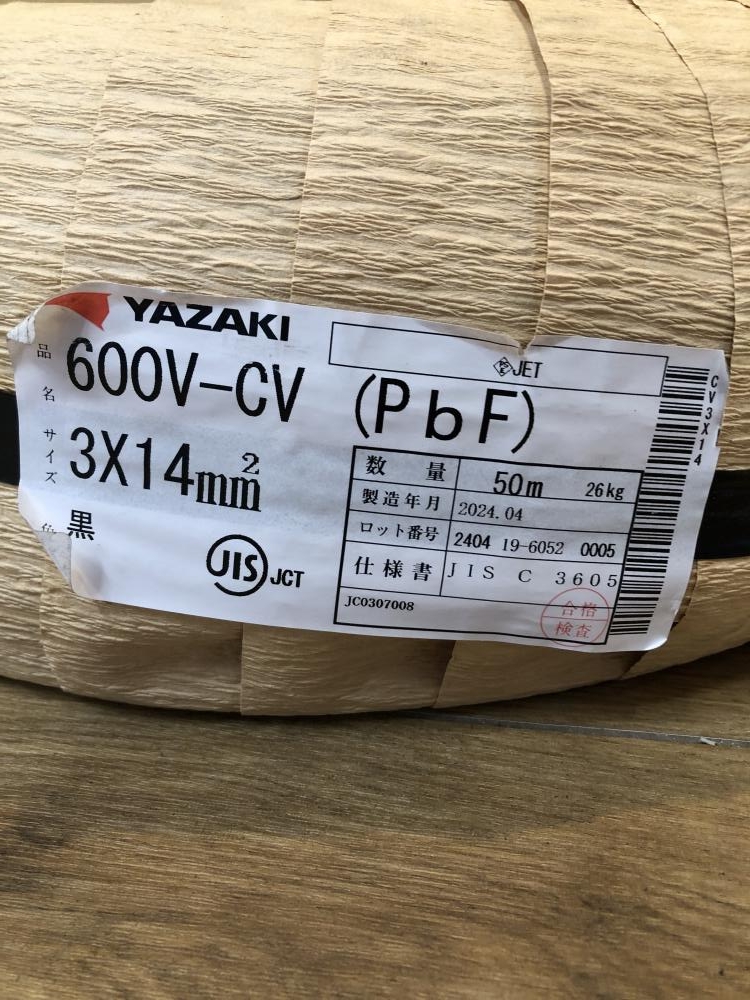 YAZAKI
品名 600V-CV (PbF)
JET
サイズ 3X14mm²
黒
JIS JCT
数量 50m 26kg
製造年月 2024.04
ロット番号 2404 19-6052 0005
仕様書 JIS C 3605
JC0307008
合格
検査
CV3X14